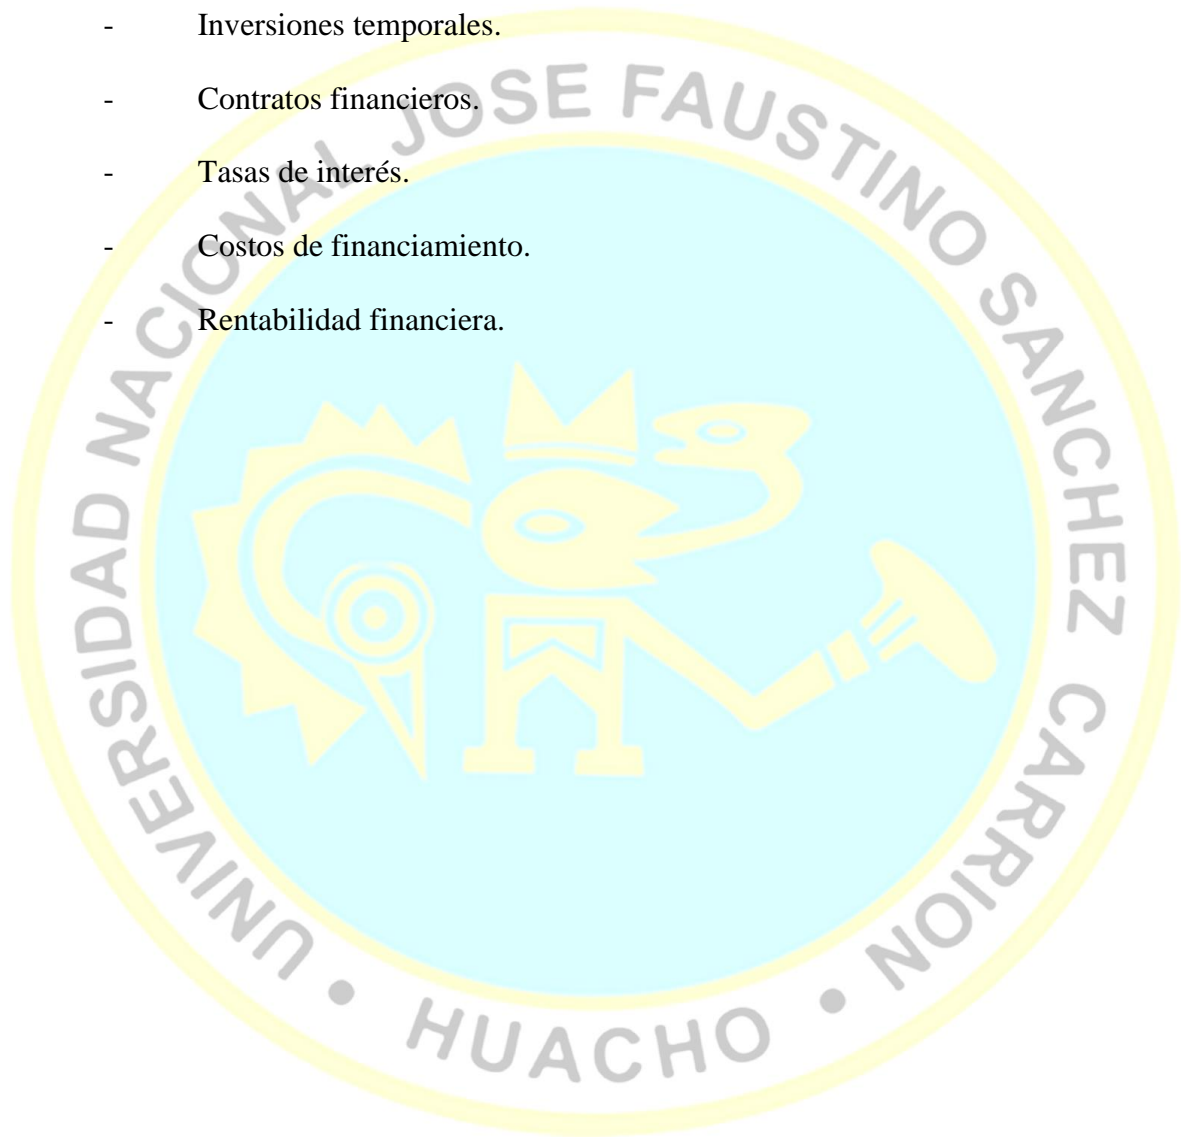 - Inversiones temporales.
- Contratos financieros.
- Tasas de interés.
- Costos de financiamiento.
- Rentabilidad financiera.
UNIVERSIDAD NACIONAL JOSE FAUSTINO SANCHEZ CARRION • HUACHO •